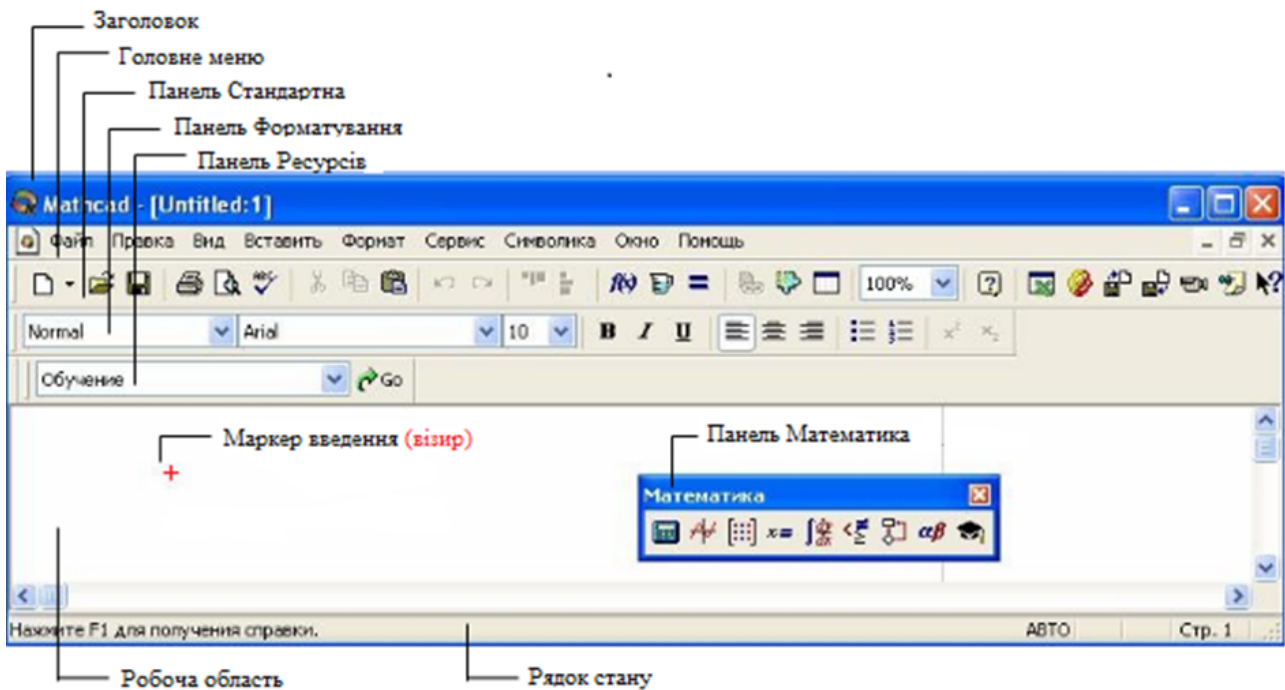 Заголовок
Головне меню
Панель Стандартна
Панель Форматування
Панель Ресурсів
Mathcad - [Untitled:1]
Файл Правка Вид Вставить Формат Сервис Символика Окно Помощь
100%
Normal Arial 10 B I U
Обучение Go
Маркер введення (візир)
Панель Математика
Математика
Нажмите F1 для получения справки. АВТО Стр. 1
Робоча область
Рядок стану